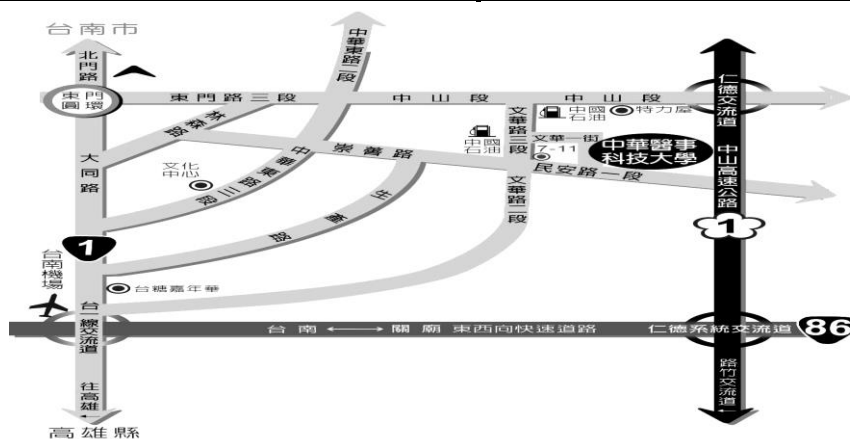 台南市
北門路
東門圓環
東門路三段
中山段
中山段
中華東路二段
仁德交流道
中國石油
特力屋
林森路
文華路三段
文華一街
7-11
中國石油
崇善路
中華醫事
科技大學
民安路一段
中山高速公路
1
大同路
文化中心
中華東路三段
生產路
文華路二段
1
台南機場
台糖嘉年華
台一線交流道
台南 ←→ 關廟 東西向快速道路
仁德系統交流道
86
路竹交流道
往高雄
高雄縣